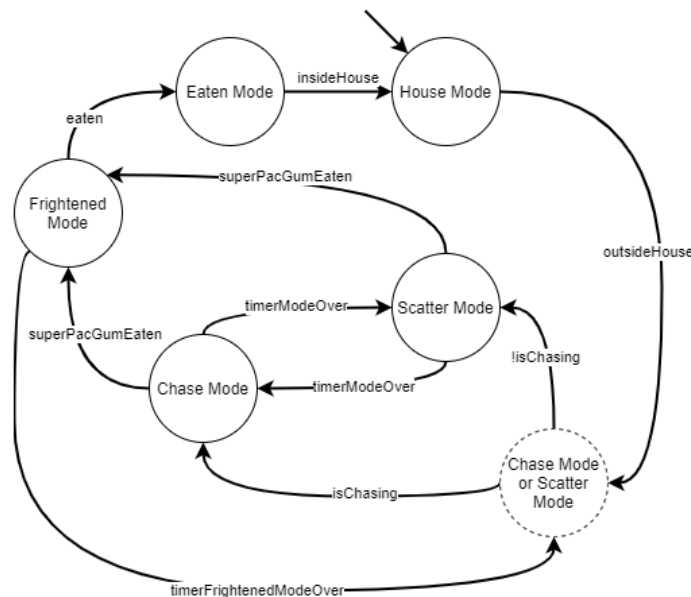 insideHouse
Eaten Mode
House Mode
eaten
superPacGumEaten
Frightened
Mode
outsideHouse
timerModeOver
Scatter Mode
superPacGumEaten
!isChasing
Chase Mode
timerModeOver
Chase Mode
or Scatter
Mode
isChasing
timerFrightenedModeOver